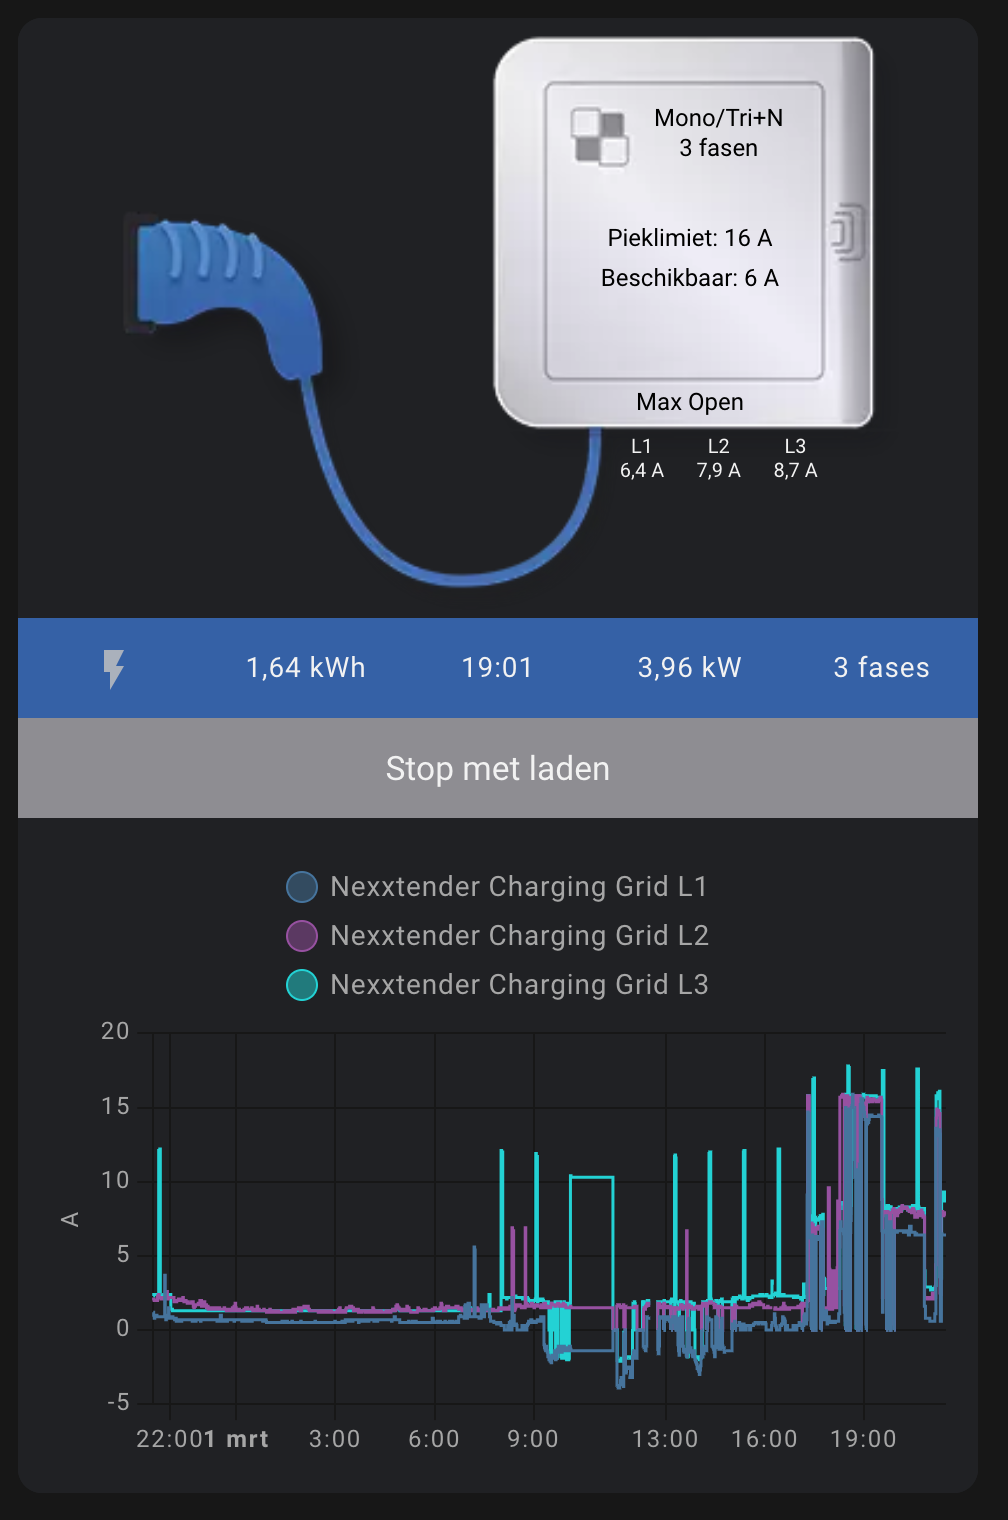 Mono/Tri+N
3 fasen
Pieklimiet: 16 A
Beschikbaar: 6 A
Max Open
L1 L2 L3
6,4 A 7,9 A 8,7 A
1,64 kWh 19:01 3,96 kW 3 fases
Stop met laden
Nexxtender Charging Grid L1
Nexxtender Charging Grid L2
Nexxtender Charging Grid L3
20
15
10
A
5
0
-5
22:00 1 mrt 3:00 6:00 9:00 13:00 16:00 19:00